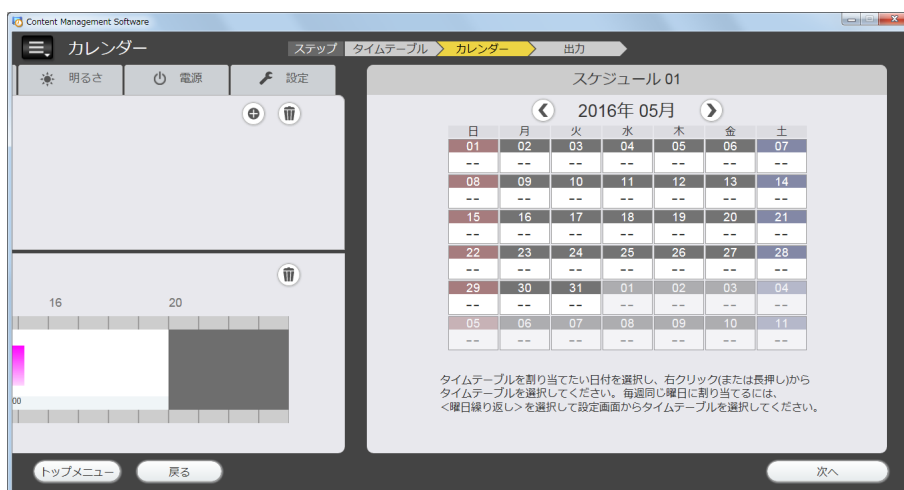 Content Management Software
カレンダー
ステップ タイムテーブル カレンダー 出力
明るさ 電源 設定
スケジュール 01
2016年 05月
日 月 火 水 木 金 土
01 02 03 04 05 06 07
-- -- -- -- -- -- --
08 09 10 11 12 13 14
-- -- -- -- -- -- --
15 16 17 18 19 20 21
-- -- -- -- -- -- --
22 23 24 25 26 27 28
-- -- -- -- -- -- --
29 30 31 01 02 03 04
-- -- -- -- -- -- --
05 06 07 08 09 10 11
-- -- -- -- -- -- --
16 20
00
タイムテーブルを割り当てたい日付を選択し、右クリック(または長押し)から
タイムテーブルを選択してください。毎週同じ曜日に割り当てるには、
<曜日繰り返し>を選択して設定画面からタイムテーブルを選択してください。
トップメニュー 戻る 次へ